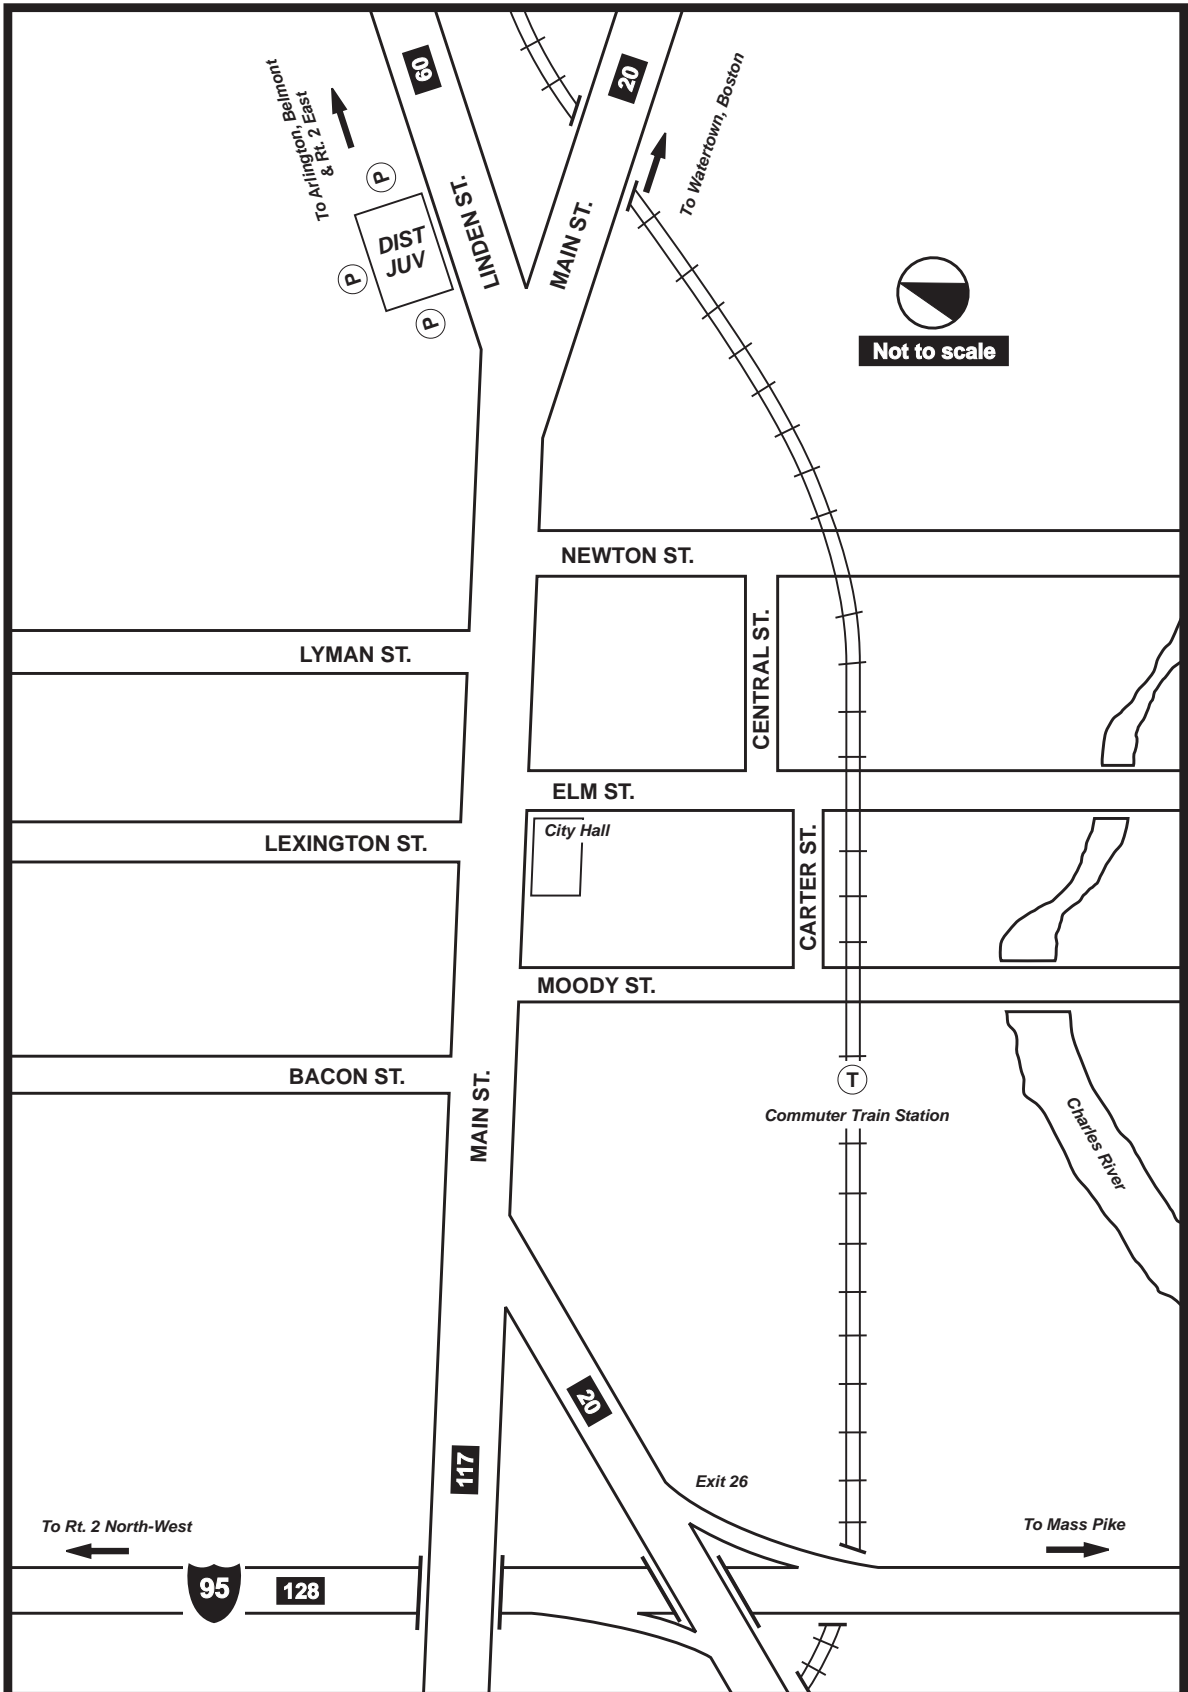 60
20
To Arlington, Belmont
& Rt. 2 East
To Watertown, Boston
P
DIST
JUV
P
P
LINDEN ST.
MAIN ST.
Not to scale
NEWTON ST.
LYMAN ST.
CENTRAL ST.
ELM ST.
City Hall
LEXINGTON ST.
CARTER ST.
MOODY ST.
BACON ST.
MAIN ST.
T
Commuter Train Station
Charles River
20
117
Exit 26
To Rt. 2 North-West
To Mass Pike
95
128